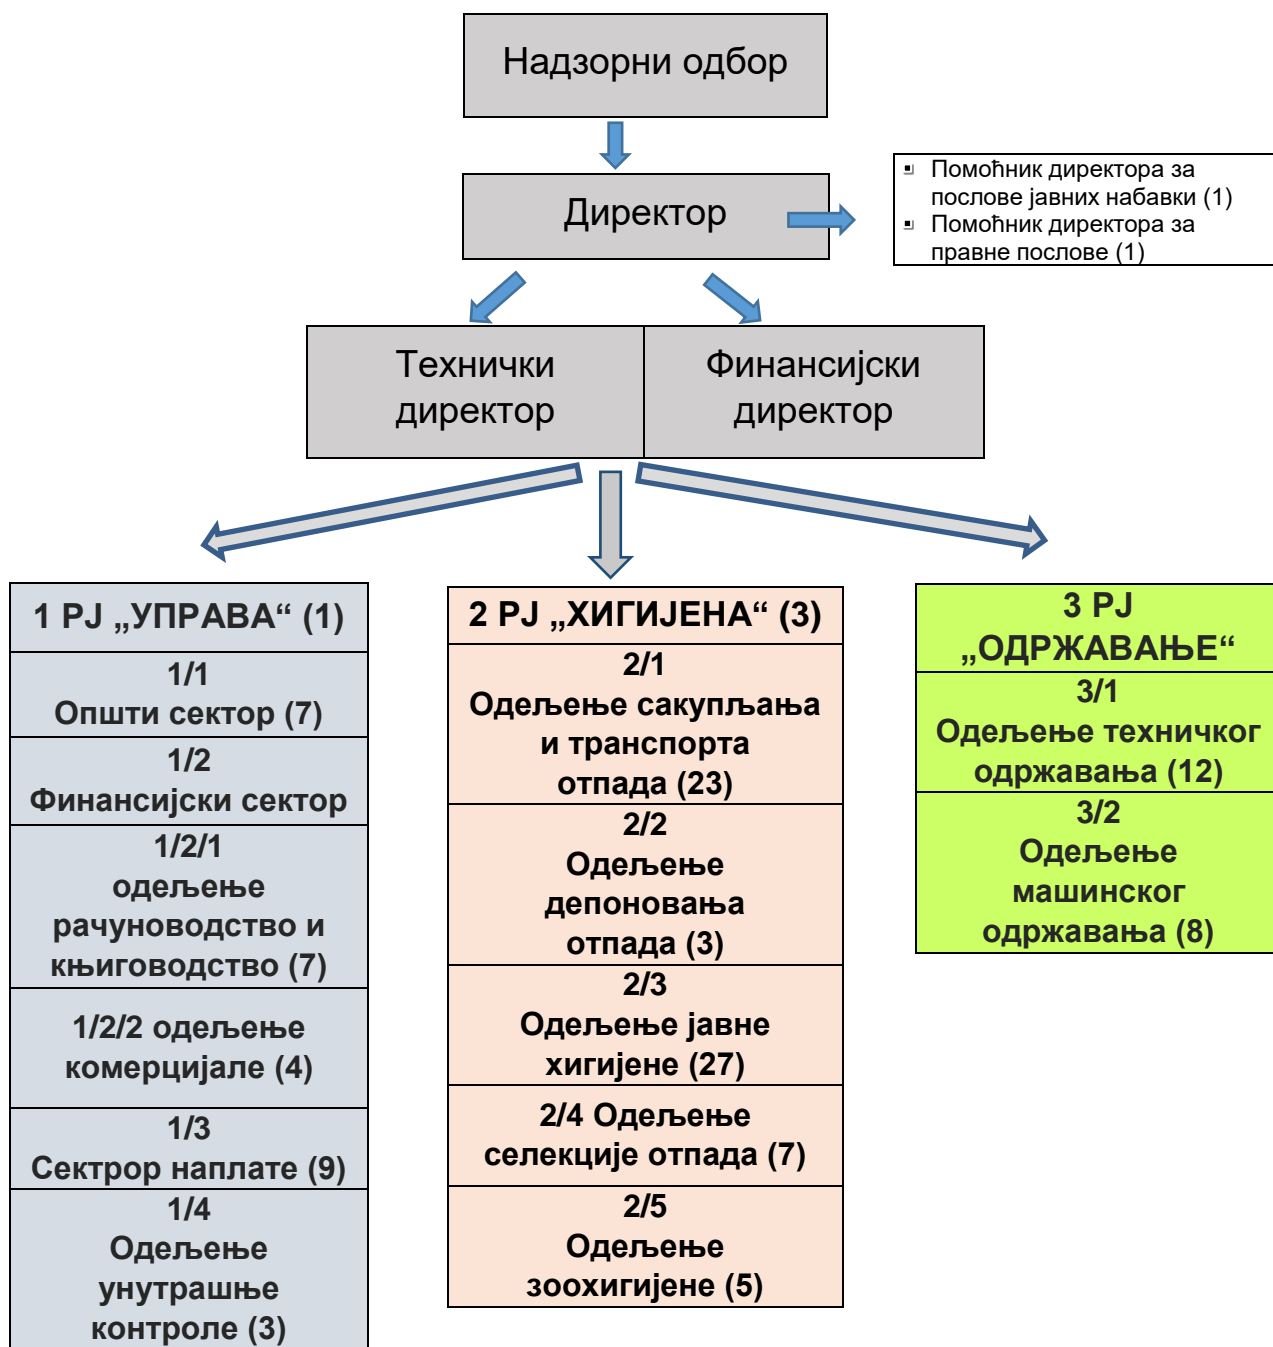 Надзорни одбор
Директор
Помоћник директора за
послове јавних набавки (1)
Помоћник директора за
правне послове (1)
Технички
директор
Финансијски
директор
1 РЈ „УПРАВА“ (1)
1/1
Општи сектор (7)
1/2
Финансијски сектор
1/2/1
одељење
рачуноводство и
књиговодство (7)
1/2/2 одељење
комерцијале (4)
1/3
Сектрор наплате (9)
1/4
Одељење
унутрашње
контроле (3)
2 РЈ „ХИГИЈЕНА“ (3)
2/1
Одељење сакупљања
и транспорта
отпада (23)
2/2
Одељење
депоновања
отпада (3)
2/3
Одељење јавне
хигијене (27)
2/4 Одељење
селекције отпада (7)
2/5
Одељење
зоохигијене (5)
3 РЈ
„ОДРЖАВАЊЕ“
3/1
Одељење техничког
одржавања (12)
3/2
Одељење
машинског
одржавања (8)